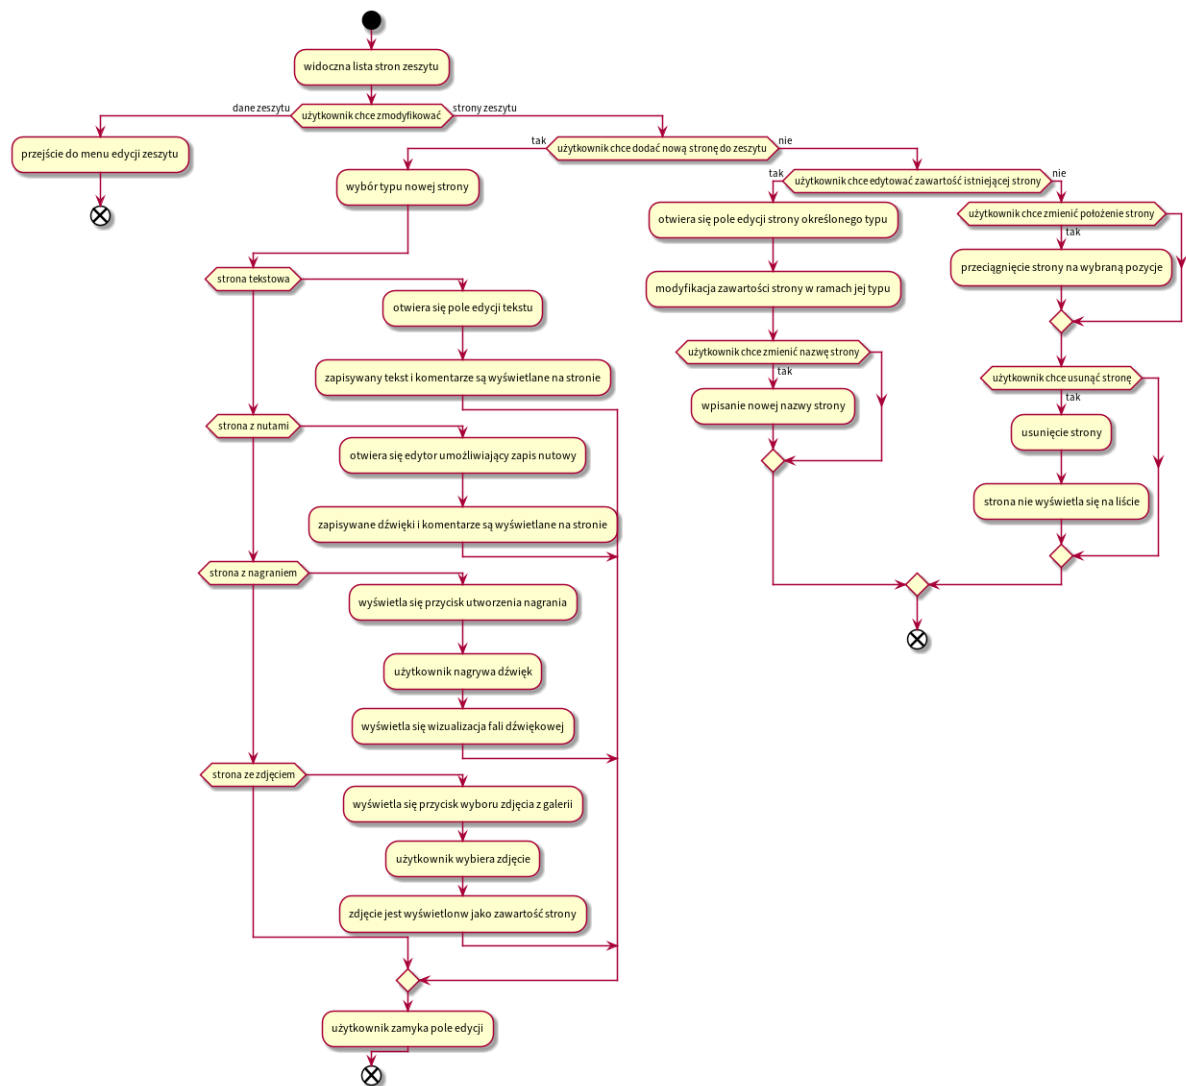 widoczna lista stron zeszytu
dane zeszytu
użytkownik chce zmodyfikować
strony zeszytu
przejście do menu edycji zeszytu
tak
użytkownik chce dodać nową stronę do zeszytu
nie
wybór typu nowej strony
strona tekstowa
otwiera się pole edycji tekstu
zapisywany tekst i komentarze są wyświetlane na stronie
strona z nutami
otwiera się edytor umożliwiający zapis nutowy
zapisywane dźwięki i komentarze są wyświetlane na stronie
strona z nagraniem
wyświetla się przycisk utworzenia nagrania
użytkownik nagrywa dźwięk
wyświetla się wizualizacja fali dźwiękowej
strona ze zdjęciem
wyświetla się przycisk wyboru zdjęcia z galerii
użytkownik wybiera zdjęcie
zdjęcie jest wyświetlonw jako zawartość strony
użytkownik zamyka pole edycji
tak
użytkownik chce edytować zawartość istniejącej strony
nie
otwiera się pole edycji strony określonego typu
modyfikacja zawartości strony w ramach jej typu
użytkownik chce zmienić nazwę strony
tak
wpisanie nowej nazwy strony
użytkownik chce zmienić położenie strony
tak
przeciągnięcie strony na wybraną pozycje
użytkownik chce usunąć stronę
tak
usunięcie strony
strona nie wyświetla się na liście